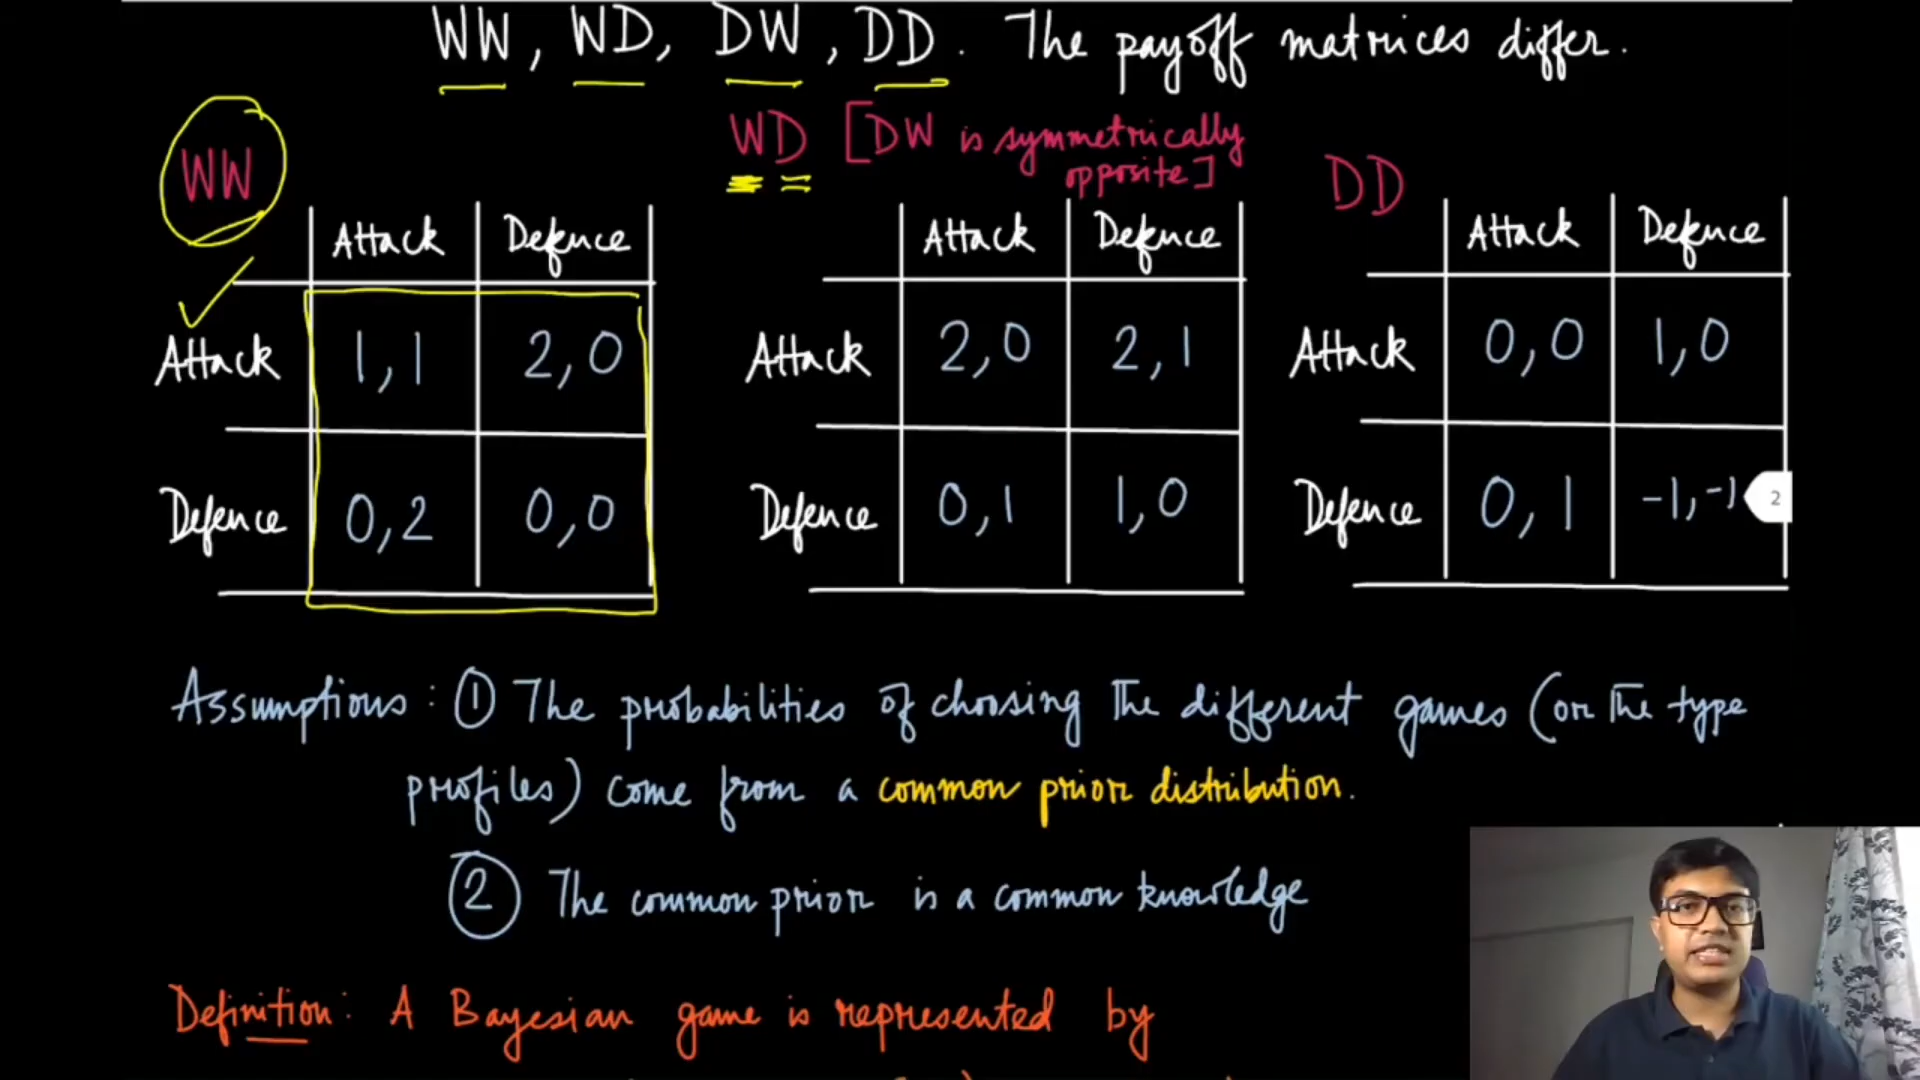 WW, WD, DW, DD. The payoff matrices differ.
WW
WD [DW is symmetrically
opposite]
DD
Attack Defence
Attack 1,1 2,0
Defence 0,2 0,0
Attack Defence
Attack 2,0 2,1
Defence 0,1 1,0
Attack Defence
Attack 0,0 1,0
Defence 0,1 -1,-1
2
Assumptions: ① The probabilities of choosing the different games (or the type
profiles) come from a common prior distribution.
② The common prior is a common knowledge
Definition: A Bayesian game is represented by